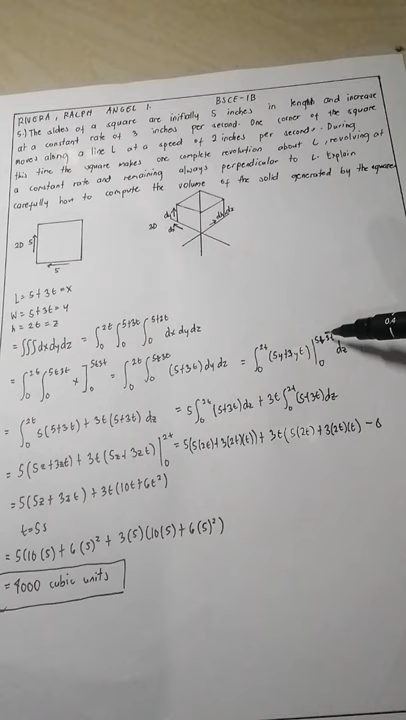 RIVERA, RALPH ANGEL I. BSCE-1B
5.) The sides of a square are initially 5 inches in length and increase
at a constant rate of 3 inches per second. One corner of the square
moves along a line L at a speed of 2 inches per second. During
this time the square makes one complete revolution about L, revolving at
a constant rate and remaining always perpendicular to L. Explain
carefully how to compute the volume of the solid generated by the square
2D 5
5
3D
L = 5+3t = x
W = 5+3t = y
h = 2t = z
= ∭ dxdydz = ∫₀^2t ∫₀^5+3t ∫₀^5+3t dxdydz
= ∫₀^2t ∫₀^5+3t x ]₀^5+3t = ∫₀^2t ∫₀^5+3t (5+3t) dy dz = ∫₀^2t (5y+3yt) |₀^5+3t dz
= ∫₀^2t 5(5+3t) + 3t(5+3t) dz = 5∫₀^2t (5+3t)dz + 3t∫₀^2t (5+3t)dz
= 5(5z+3zt) + 3t(5z+3zt) |₀^2t = 5(5(2t)+3(2t)(t)) + 3t(5(2t)+3(2t)(t) - 0
= 5(5z+3zt) + 3t(10t+6t²)
t=5s
= 5(10(5)+6(5)² + 3(5)(10(5)+6(5)²)
= 4000 cubic units
0.4